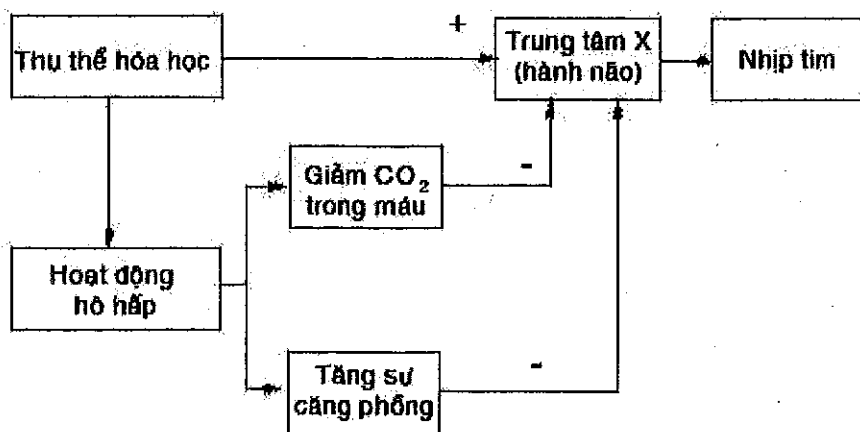 Thụ thể hóa học
+
Trung tâm X
(hành não)
Nhịp tim
Giảm CO₂
trong máu
-
Hoạt động
hô hấp
Tăng sự
căng phồng
-